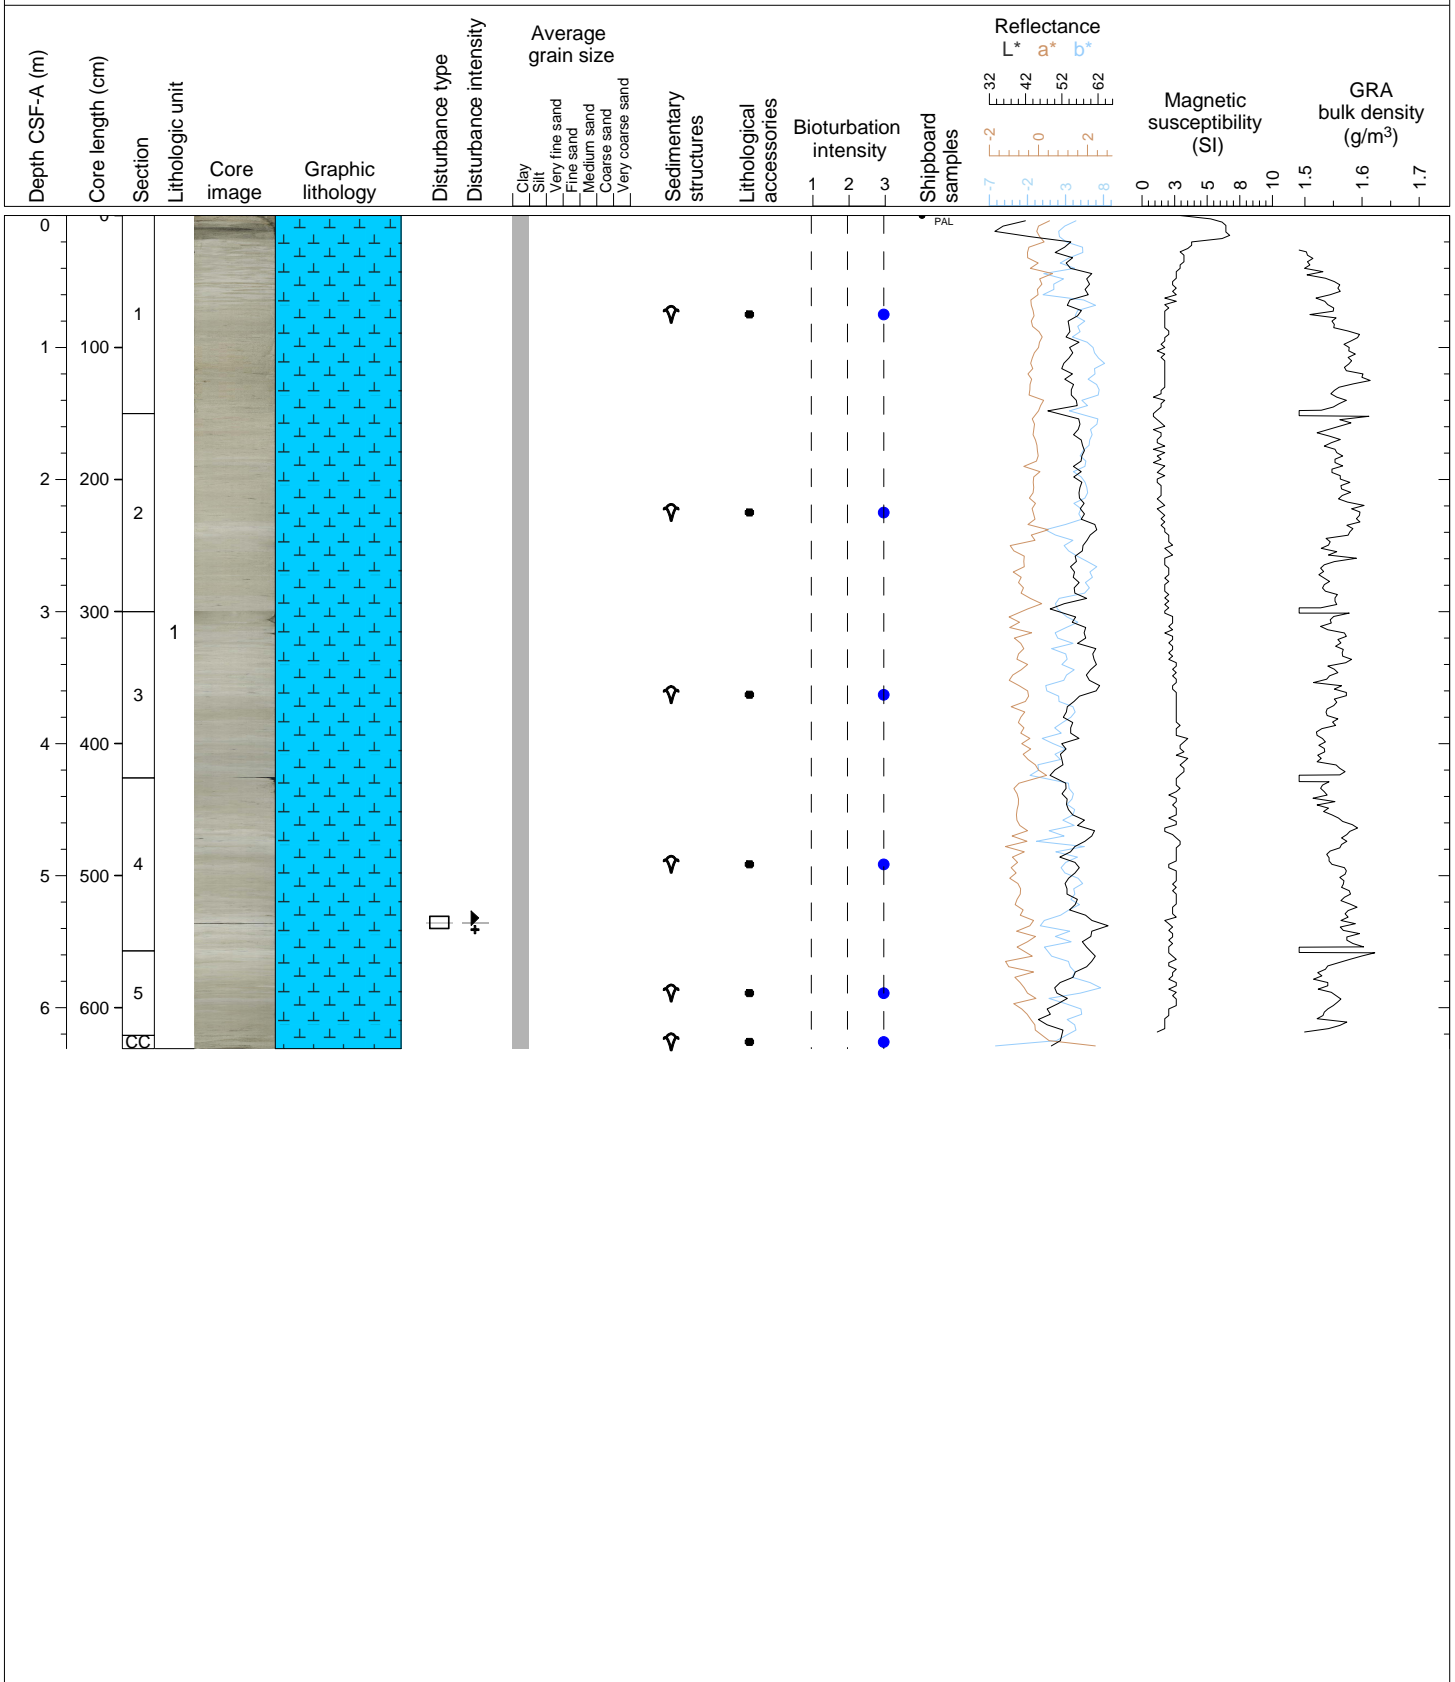 Depth CSF-A (m)
Core length (cm)
Section
Lithologic unit
Core
image
Graphic
lithology
Disturbance type
Disturbance intensity
Average
grain size
Clay
Silt
Very fine sand
Fine sand
Medium sand
Coarse sand
Very coarse sand
Sedimentary
structures
Lithological
accessories
Bioturbation
intensity
1 2 3
Shipboard
samples
Reflectance
L* a* b*
32 42 52 62
-2 0 2
-7 -2 3 8
Magnetic
susceptibility
(SI)
0 3 5 8 10
GRA
bulk density
(g/m³)
1.5 1.6 1.7
0 0
PAL
1
1 100
2 200
2
3 300
1
3
4 400
4
5 500
5
6 600
CC